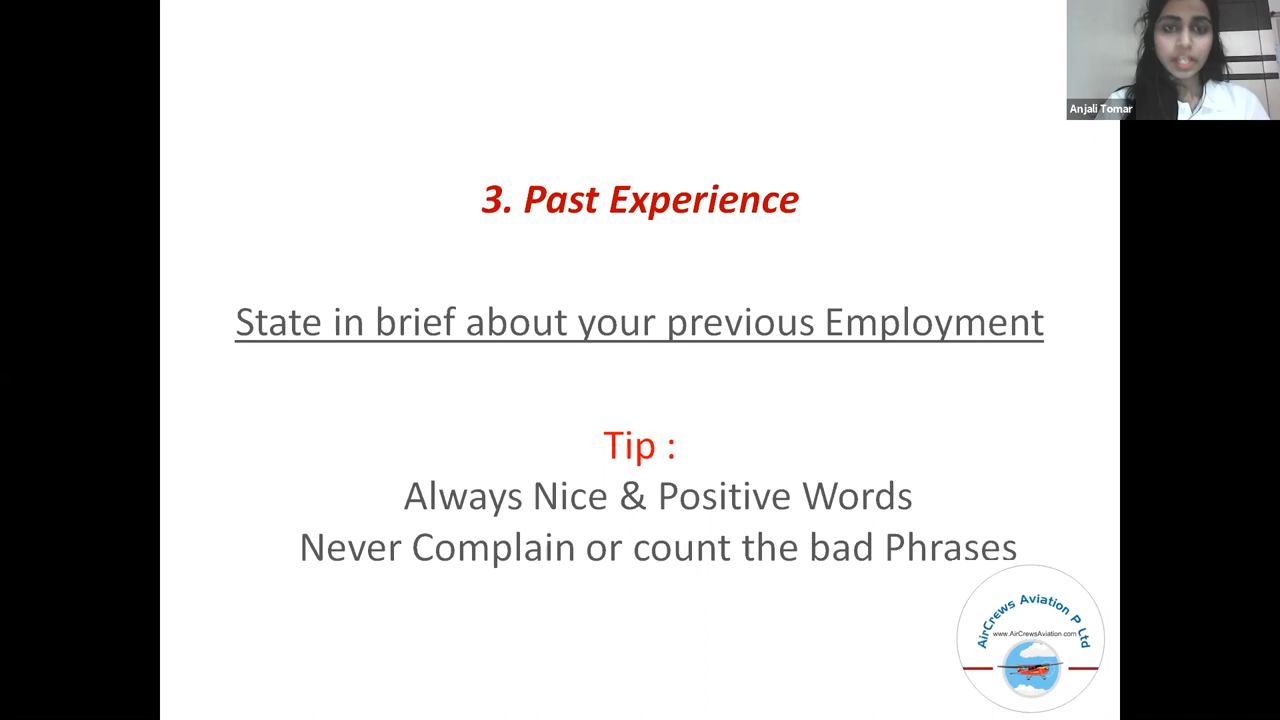 Anjali Tomar
3. Past Experience
State in brief about your previous Employment
Tip :
Always Nice & Positive Words
Never Complain or count the bad Phrases
AirCrews Aviation P Ltd
www.AirCrewsAviation.com